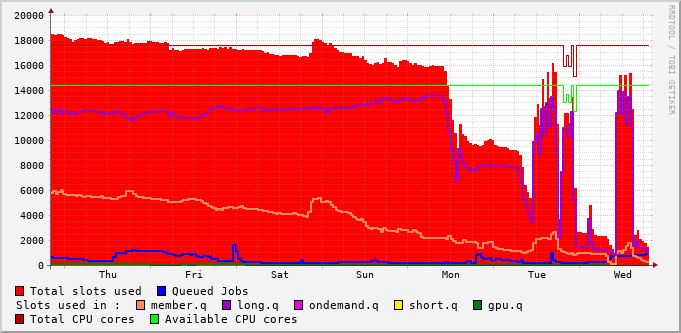 20000
18000
16000
14000
12000
10000
8000
6000
4000
2000
0
Thu Fri Sat Sun Mon Tue Wed
RRDTOOL / TOBI OETIKER
Total slots used Queued Jobs
Slots used in : member.q long.q ondemand.q short.q gpu.q
Total CPU cores Available CPU cores